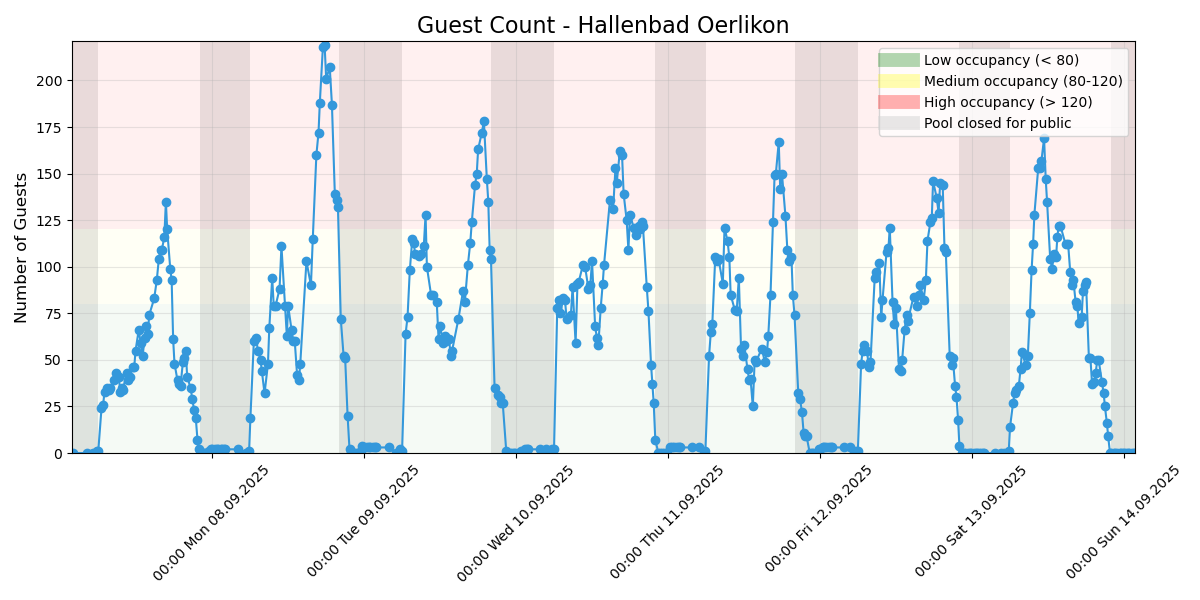 Guest Count - Hallenbad Oerlikon
Number of Guests
200
175
150
125
100
75
50
25
0
Low occupancy (< 80)
Medium occupancy (80-120)
High occupancy (> 120)
Pool closed for public
00:00 Mon 08.09.2025
00:00 Tue 09.09.2025
00:00 Wed 10.09.2025
00:00 Thu 11.09.2025
00:00 Fri 12.09.2025
00:00 Sat 13.09.2025
00:00 Sun 14.09.2025